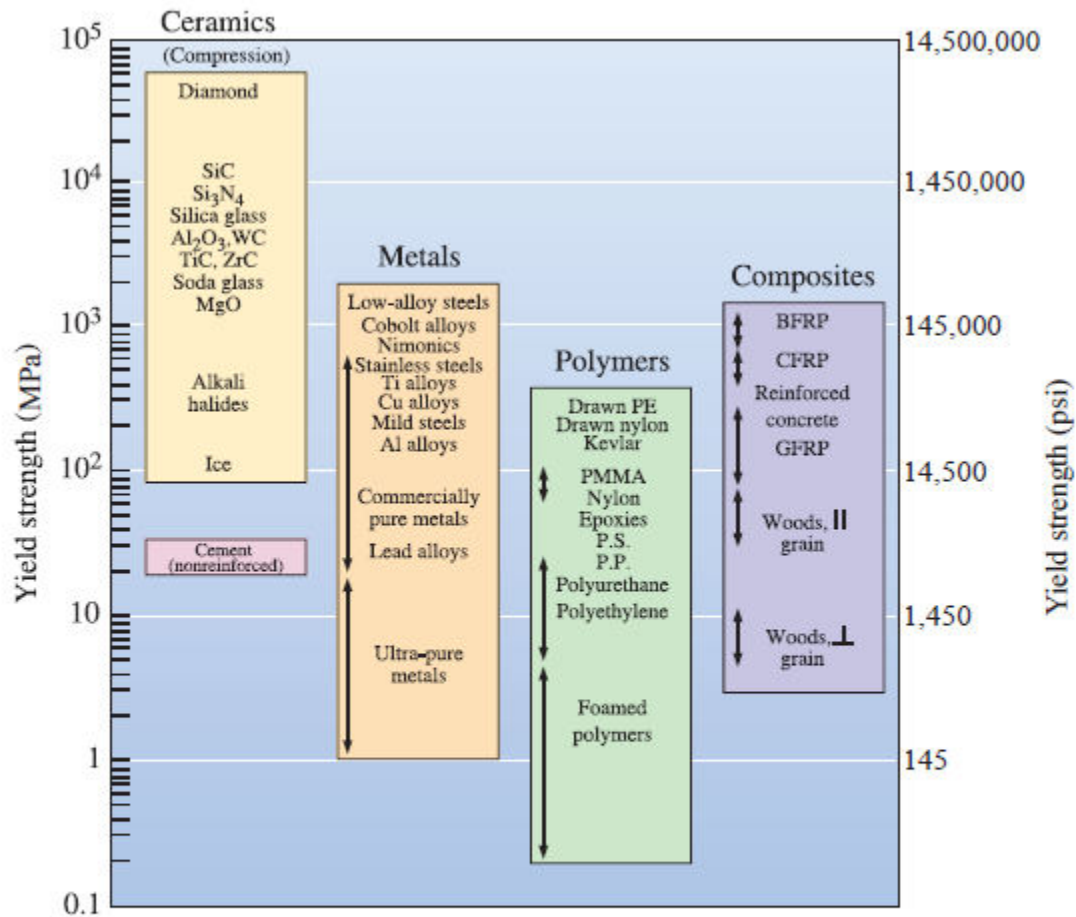 Ceramics
(Compression)
Diamond
SiC
Si₃N₄
Silica glass
Al₂O₃,WC
TiC, ZrC
Soda glass
MgO
Alkali
halides
Ice
Cement
(nonreinforced)
Metals
Low-alloy steels
Cobolt alloys
Nimonics
Stainless steels
Ti alloys
Cu alloys
Mild steels
Al alloys
Commercially
pure metals
Lead alloys
Ultra-pure
metals
Polymers
Drawn PE
Drawn nylon
Kevlar
PMMA
Nylon
Epoxies
P.S.
P.P.
Polyurethane
Polyethylene
Foamed
polymers
Composites
BFRP
CFRP
Reinforced
concrete
GFRP
Woods, ||
grain
Woods, ⊥
grain
Yield strength (MPa)
10⁵
10⁴
10³
10²
10
1
0.1
14,500,000
1,450,000
145,000
14,500
1,450
145
Yield strength (psi)